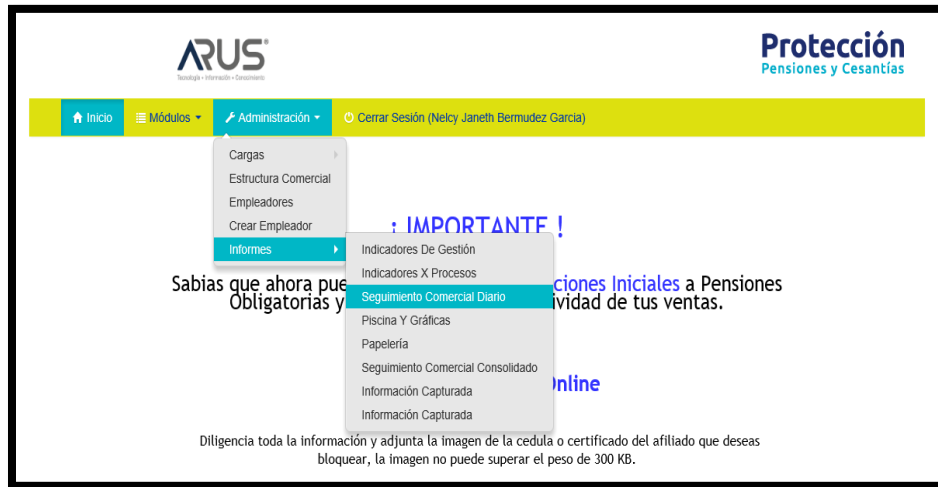 ARUS
Tecnología • Información • Conocimiento
Protección
Pensiones y Cesantías
Inicio
Módulos
Administración
Cerrar Sesión (Nelcy Janeth Bermudez Garcia)
Cargas
Estructura Comercial
Empleadores
Crear Empleador
Informes
¡ IMPORTANTE !
Indicadores De Gestión
Indicadores X Procesos
Sabias que ahora ciones Iniciales a Pensiones
Seguimiento Comercial Diario
Obligatorias y ividad de tus ventas.
Piscina Y Gráficas
Papelería
Seguimiento Comercial Consolidado
nline
Información Capturada
Información Capturada
Diligencia toda la información y adjunta la imagen de la cedula o certificado del afiliado que deseas
bloquear, la imagen no puede superar el peso de 300 KB.